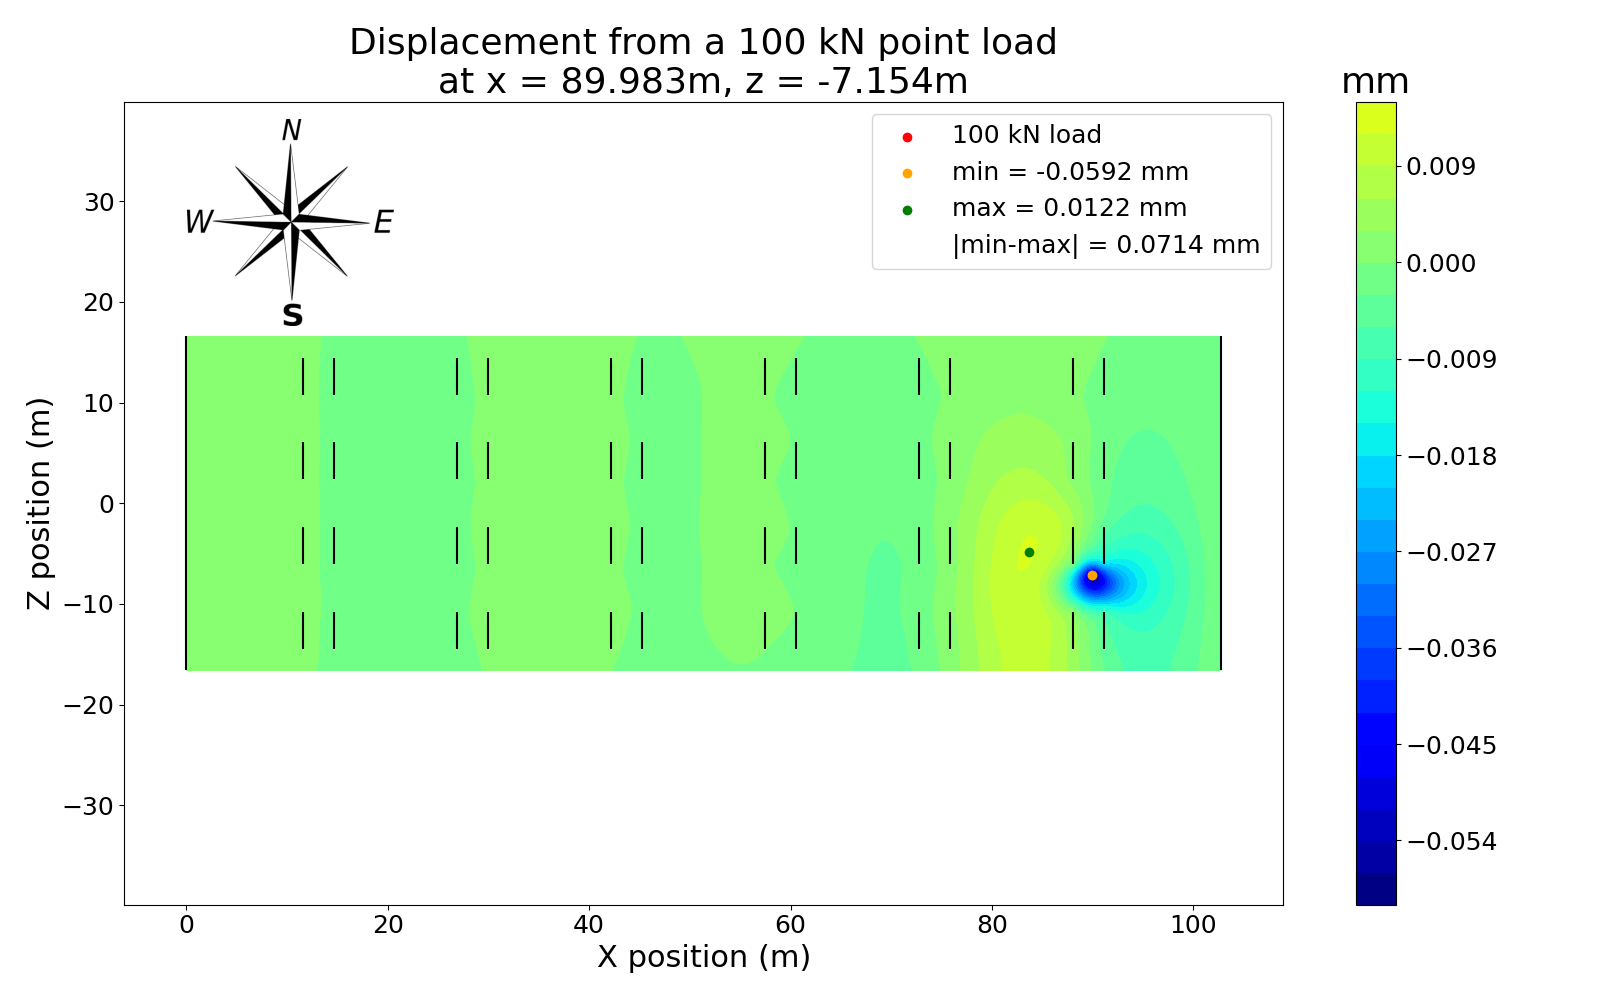 Displacement from a 100 kN point load
at x = 89.983m, z = -7.154m
mm
N
W
E
S
100 kN load
min = -0.0592 mm
max = 0.0122 mm
|min-max| = 0.0714 mm
Z position (m)
30
20
10
0
−10
−20
−30
0
20
40
60
80
100
X position (m)
0.009
0.000
−0.009
−0.018
−0.027
−0.036
−0.045
−0.054